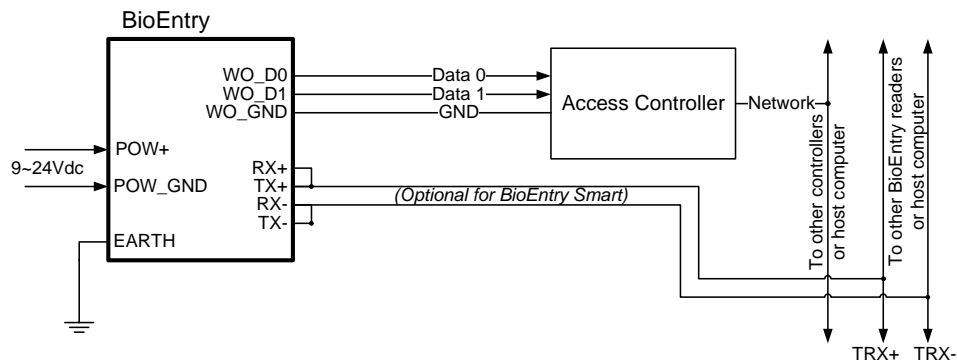 BioEntry
WO_D0
WO_D1
WO_GND
Data 0
Data 1
GND
Access Controller
Network
POW+
9~24Vdc
POW_GND
EARTH
RX+
TX+
RX-
TX-
(Optional for BioEntry Smart)
To other controllers
or host computer
To other BioEntry readers
or host computer
TRX+
TRX-